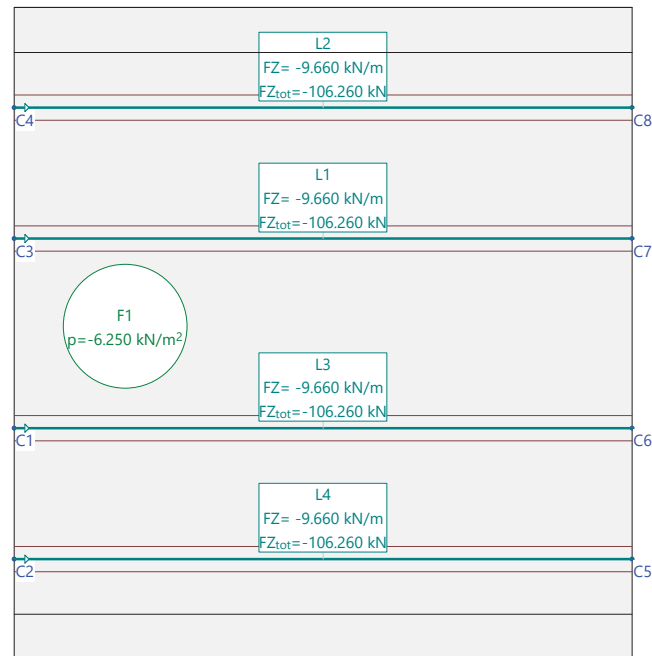 L2
FZ= -9.660 kN/m
FZtot=-106.260 kN
C4
C8
L1
FZ= -9.660 kN/m
FZtot=-106.260 kN
C3
C7
F1
p=-6.250 kN/m²
L3
FZ= -9.660 kN/m
FZtot=-106.260 kN
C1
C6
L4
FZ= -9.660 kN/m
FZtot=-106.260 kN
C2
C5